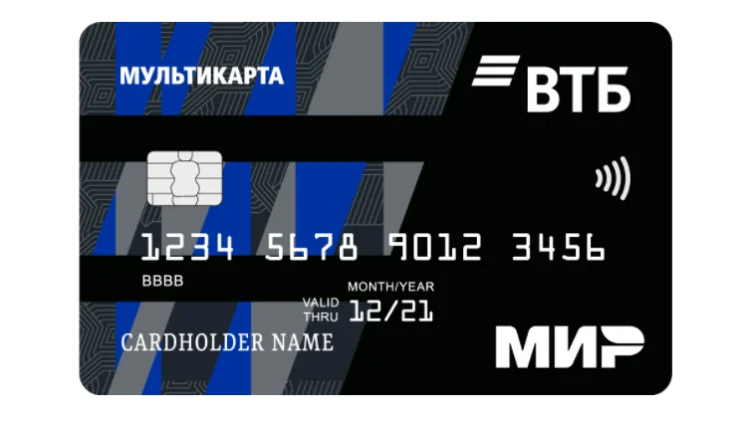 МУЛЬТИКАРТА
ВТБ
1234 5678 9012 3456
BBBB
MONTH/YEAR
VALID THRU 12/21
CARDHOLDER NAME
МИР